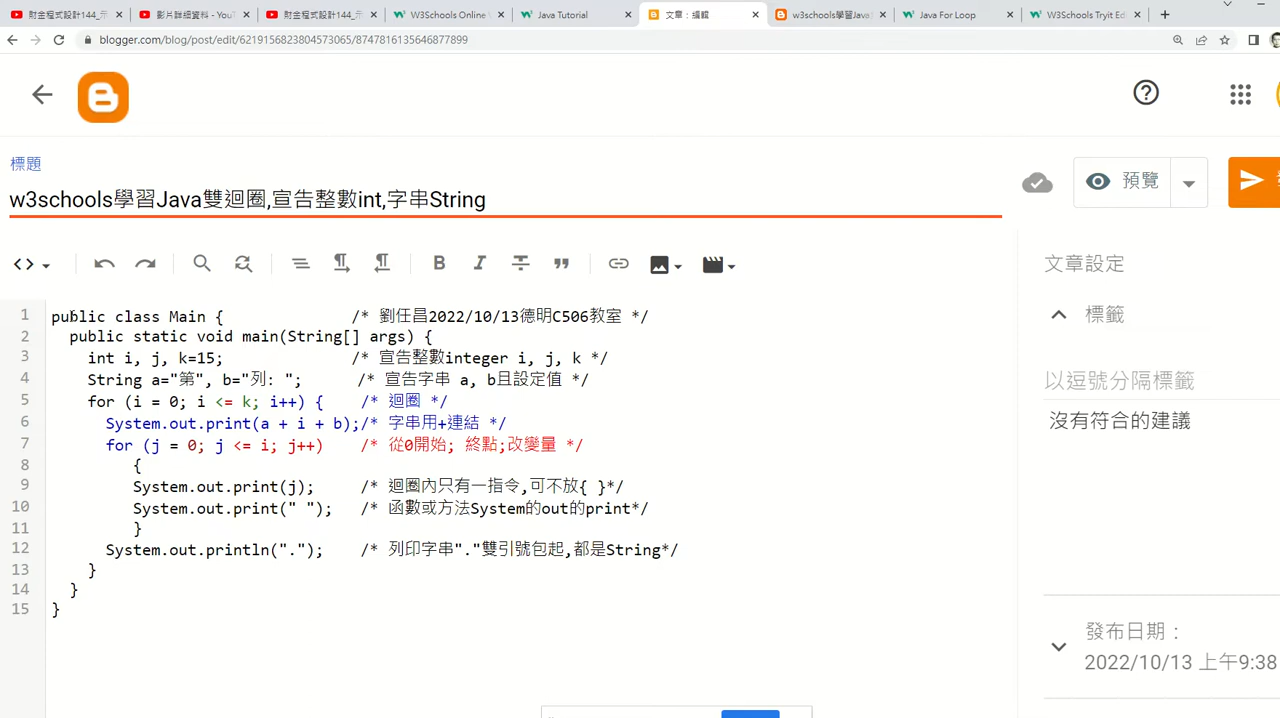 財金程式設計144_
影片詳細資料 - YouT
財金程式設計144_
W3Schools Online
Java Tutorial
文章：編輯
w3schools學習Java
Java For Loop
W3Schools Tryit Edi
blogger.com/blog/post/edit/6219156823804573065/8747816135646877899
標題
w3schools學習Java雙迴圈,宣告整數int,字串String
預覽
1 public class Main { /* 劉任昌2022/10/13德明C506教室 */
2 public static void main(String[] args) {
3 int i, j, k=15; /* 宣告整數integer i, j, k */
4 String a="第", b="列: "; /* 宣告字串 a, b且設定值 */
5 for (i = 0; i <= k; i++) { /* 迴圈 */
6 System.out.print(a + i + b);/* 字串用+連結 */
7 for (j = 0; j <= i; j++) /* 從0開始; 終點;改變量 */
8 {
9 System.out.print(j); /* 迴圈內只有一指令,可不放{ }*/
10 System.out.print(" "); /* 函數或方法System的out的print*/
11 }
12 System.out.println("."); /* 列印字串"."雙引號包起,都是String*/
13 }
14 }
15 }
文章設定
標籤
以逗號分隔標籤
沒有符合的建議
發布日期：
2022/10/13 上午9:38